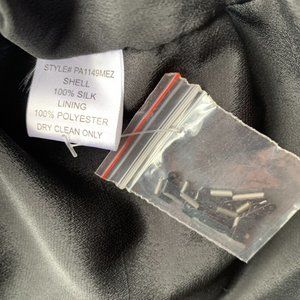 STYLE# PA1149MEZ
SHELL
100% SILK
LINING
100% POLYESTER
DRY CLEAN ONLY